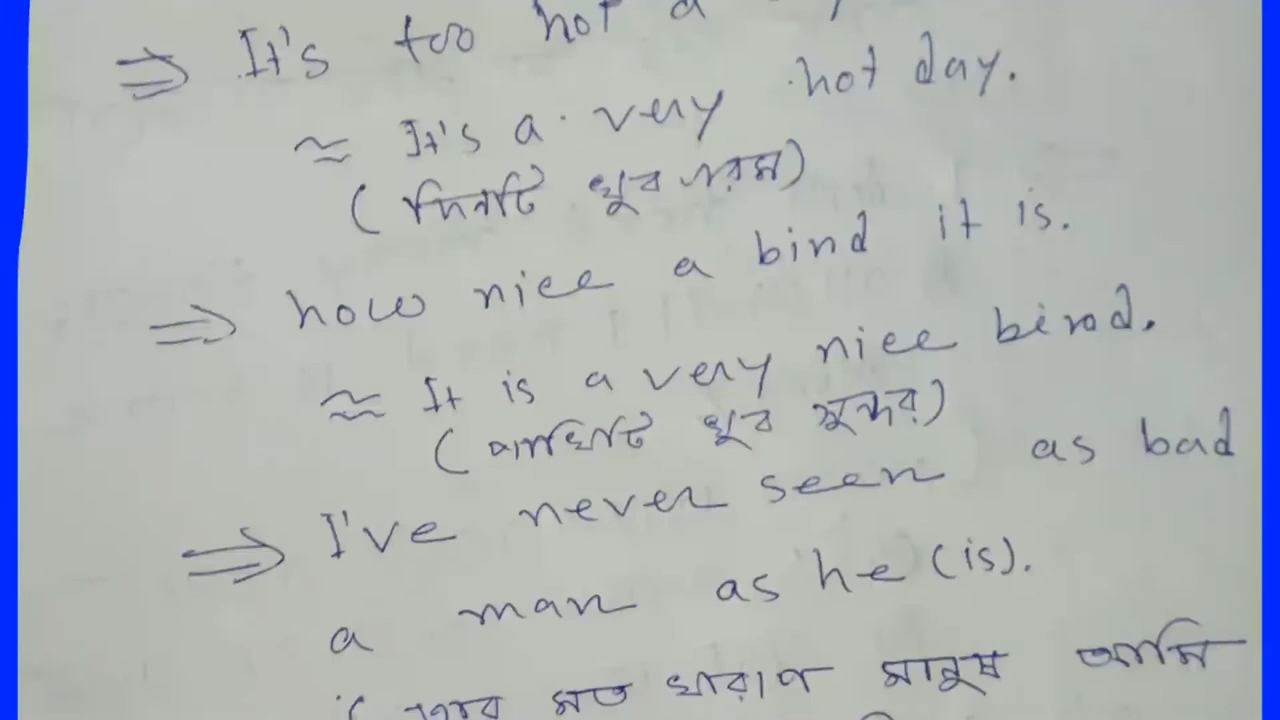 ⇒ It's too hot a
≈ It's a very hot day.
(দিনটি খুব গরম)
⇒ how nice a bird it is.
≈ It is a very nice bird.
(পাখিটি খুব সুন্দর)
⇒ I've never seen as bad
a man as he (is).
মত খারাপ মানুষ আমি